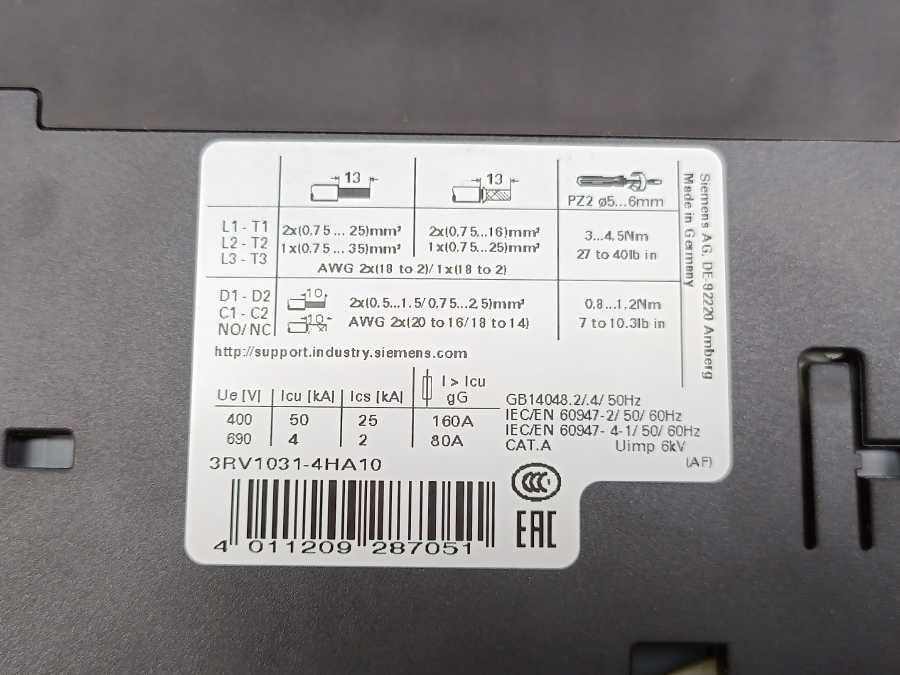 13
13
PZ2 ø5...6mm
L1 - T1
L2 - T2
L3 - T3
2x(0.75...25)mm²
1x(0.75...35)mm²
2x(0.75...16)mm²
1x(0.75...25)mm²
AWG 2x(18 to 2)/1x(18 to 2)
3...4.5Nm
27 to 40lb in
D1 - D2
C1 - C2
NO/NC
10
10
2x(0.5...1.5/0.75...2.5)mm²
AWG 2x(20 to 16/18 to 14)
0.8...1.2Nm
7 to 10.3lb in
http://support.industry.siemens.com
Siemens AG, DE-92220 Amberg
Made in Germany
Ue [V] Icu [kA] Ics [kA] I > Icu gG
400 50 25 160A
690 4 2 80A
GB14048.2/.4/ 50Hz
IEC/EN 60947-2/ 50/ 60Hz
IEC/EN 60947- 4-1/ 50/ 60Hz
CAT.A Uimp 6kV
(AF)
3RV1031-4HA10
CCC
EAC
4 011209 287051